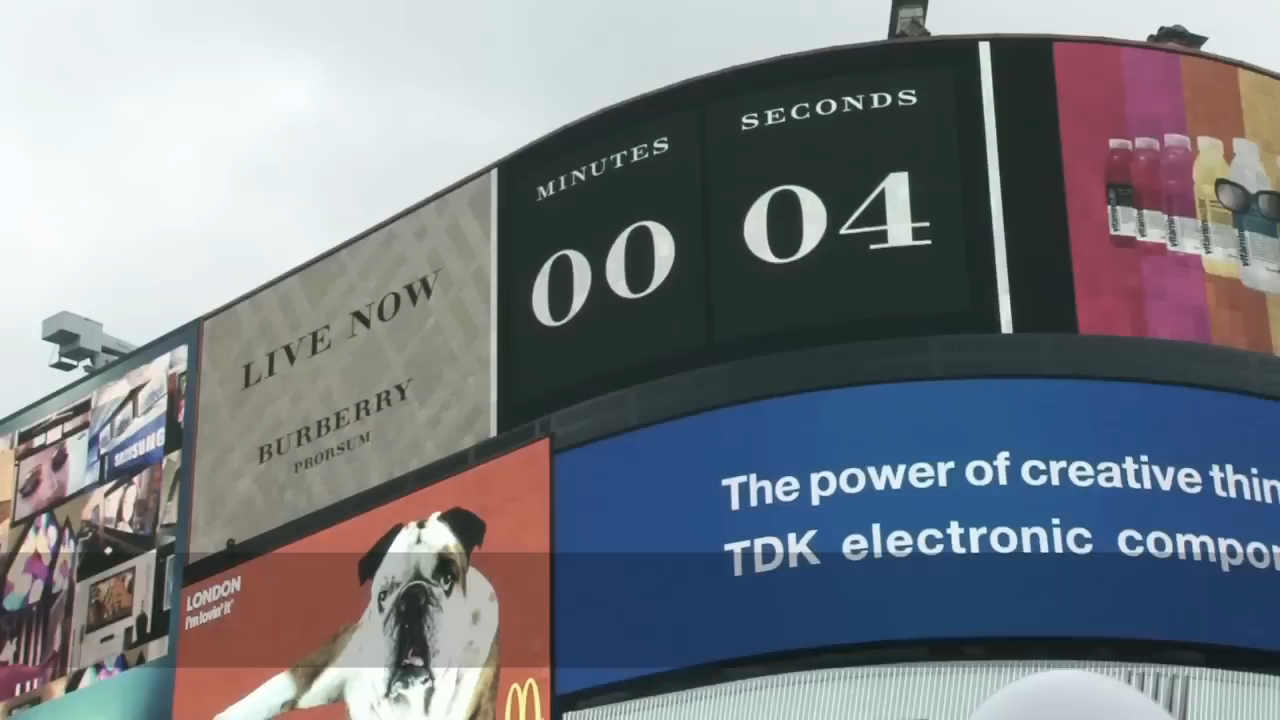 MINUTES
SECONDS
00
04
LIVE NOW
BURBERRY
PRORSUM
SAMSUNG
The power of creative thin
TDK electronic compon
LONDON
i'm lovin' it